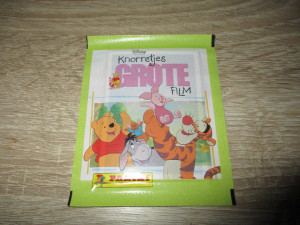 Disney
Knorretjes
GROTE
FILM
PANINI